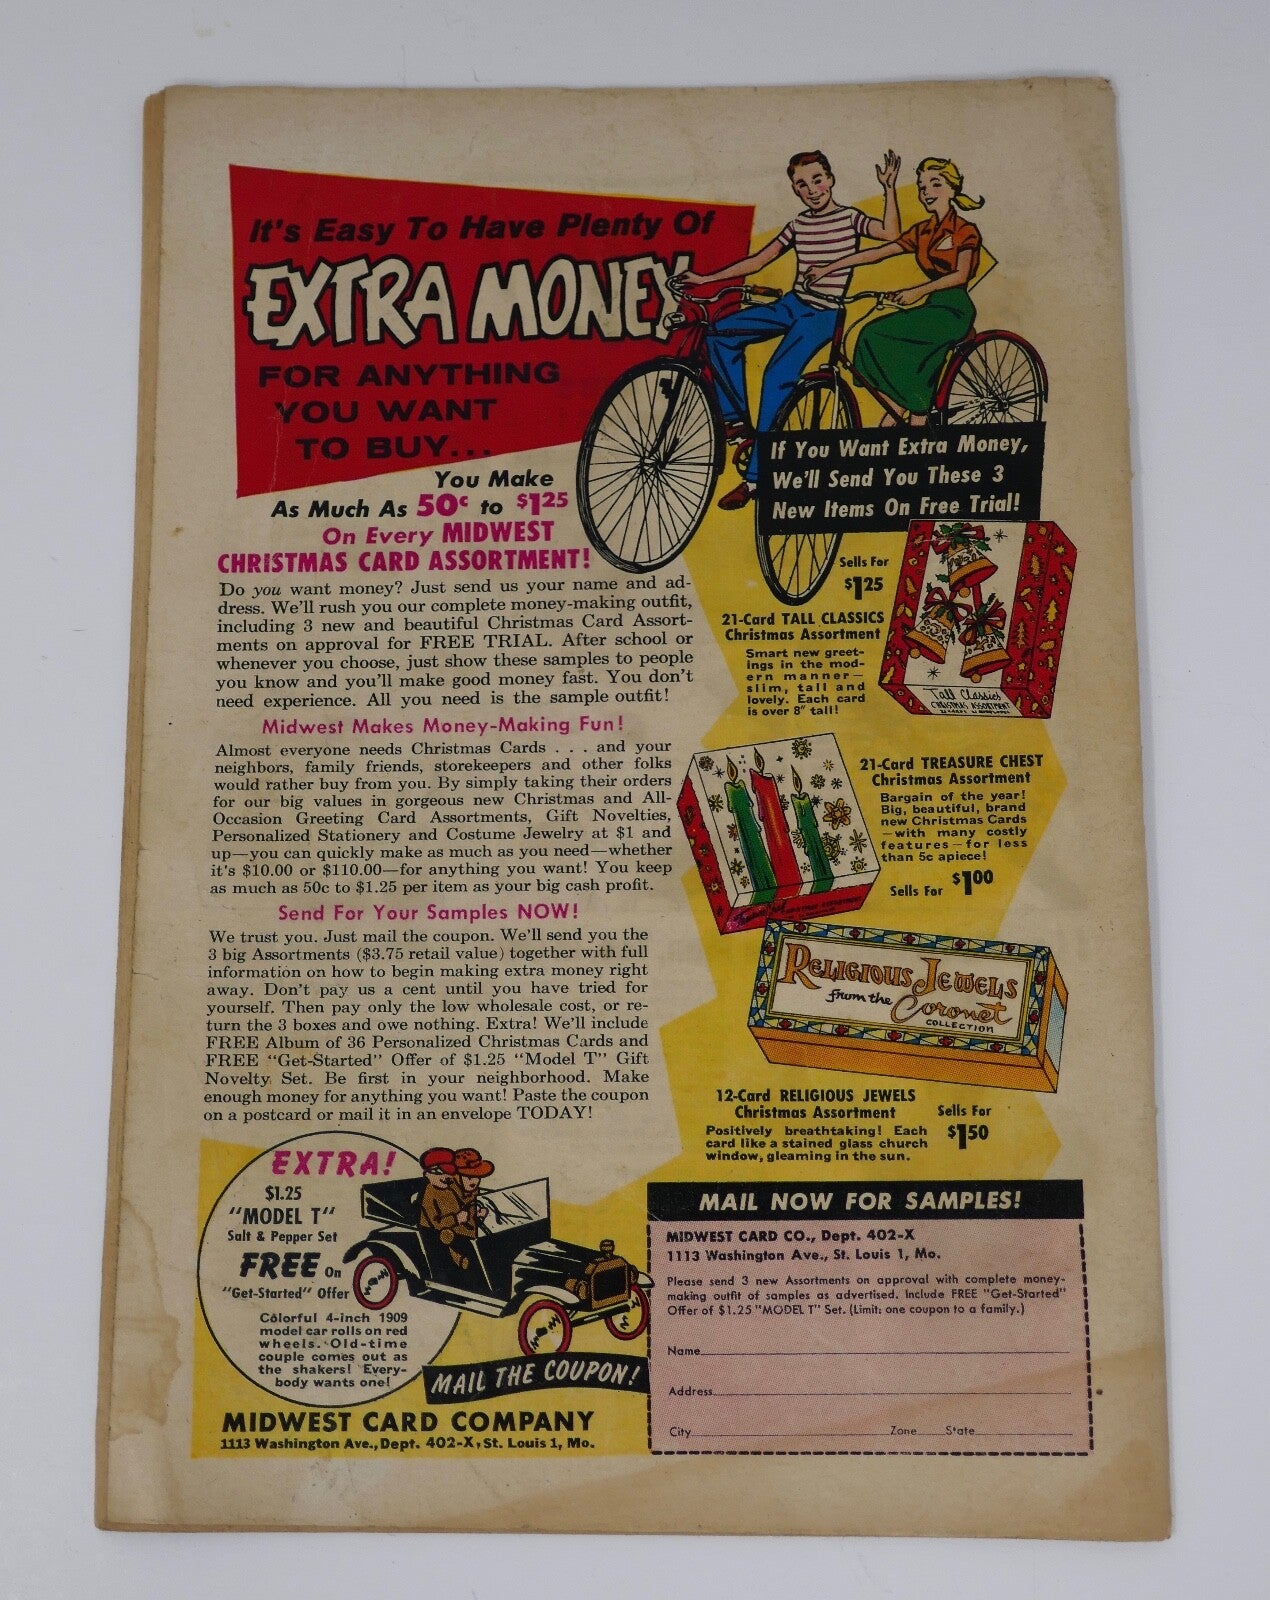 It's Easy To Have Plenty Of
EXTRA MONEY
FOR ANYTHING
YOU WANT
TO BUY...
You Make
As Much As 50¢ to $1.25
On Every MIDWEST
CHRISTMAS CARD ASSORTMENT!
Do you want money? Just send us your name and ad-
dress. We'll rush you our complete money-making outfit,
including 3 new and beautiful Christmas Card Assort-
ments on approval for FREE TRIAL. After school or
whenever you choose, just show these samples to people
you know and you'll make good money fast. You don't
need experience. All you need is the sample outfit!
Midwest Makes Money-Making Fun!
Almost everyone needs Christmas Cards . . . and your
neighbors, family friends, storekeepers and other folks
would rather buy from you. By simply taking their orders
for our big values in gorgeous new Christmas and All-
Occasion Greeting Card Assortments, Gift Novelties,
Personalized Stationery and Costume Jewelry at $1 and
up—you can quickly make as much as you need—whether
it's $10.00 or $110.00—for anything you want! You keep
as much as 50c to $1.25 per item as your big cash profit.
Send For Your Samples NOW!
We trust you. Just mail the coupon. We'll send you the
3 big Assortments ($3.75 retail value) together with full
information on how to begin making extra money right
away. Don't pay us a cent until you have tried for
yourself. Then pay only the low wholesale cost, or re-
turn the 3 boxes and owe nothing. Extra! We'll include
FREE Album of 36 Personalized Christmas Cards and
FREE "Get-Started" Offer of $1.25 "Model T" Gift
Novelty Set. Be first in your neighborhood. Make
enough money for anything you want! Paste the coupon
on a postcard or mail it in an envelope TODAY!
If You Want Extra Money,
We'll Send You These 3
New Items On Free Trial!
Sells For
$1.25
21-Card TALL CLASSICS
Christmas Assortment
Smart new greet-
ings in the mod-
ern manner—
slim, tall and
lovely. Each card
is over 8" tall!
Tall Classics
CHRISTMAS ASSORTMENT
21-Card TREASURE CHEST
Christmas Assortment
Bargain of the year!
Big, beautiful, brand
new Christmas Cards
—with many costly
features—for less
than 5c apiece!
Sells For $1.00
RELIGIOUS JEWELS
from the Coronet
COLLECTION
12-Card RELIGIOUS JEWELS
Christmas Assortment
Sells For
$1.50
Positively breathtaking! Each
card like a stained glass church
window, gleaming in the sun.
EXTRA!
$1.25
"MODEL T"
Salt & Pepper Set
FREE On
"Get-Started" Offer
Colorful 4-inch 1909
model car rolls on red
wheels. Old-time
couple comes out as
the shakers! Every-
body wants one!
MAIL THE COUPON!
MIDWEST CARD COMPANY
1113 Washington Ave., Dept. 402-X, St. Louis 1, Mo.
MAIL NOW FOR SAMPLES!
MIDWEST CARD CO., Dept. 402-X
1113 Washington Ave., St. Louis 1, Mo.
Please send 3 new Assortments on approval with complete money-
making outfit of samples as advertised. Include FREE "Get-Started"
Offer of $1.25 "MODEL T" Set. (Limit: one coupon to a family.)
Name
Address
City Zone State